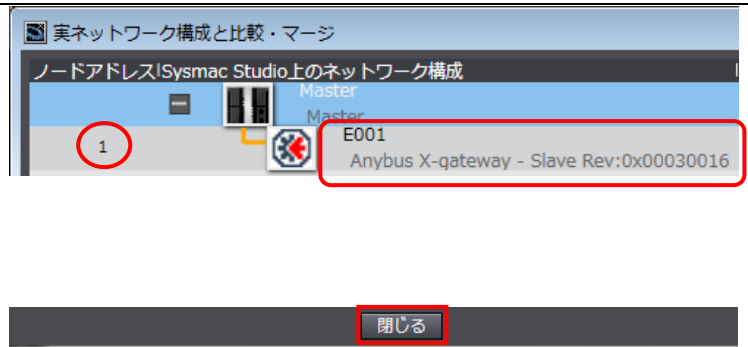 実ネットワーク構成と比較・マージ
ノードアドレス|Sysmac Studio上のネットワーク構成
Master
Master
1
E001
Anybus X-gateway - Slave Rev:0x00030016
閉じる